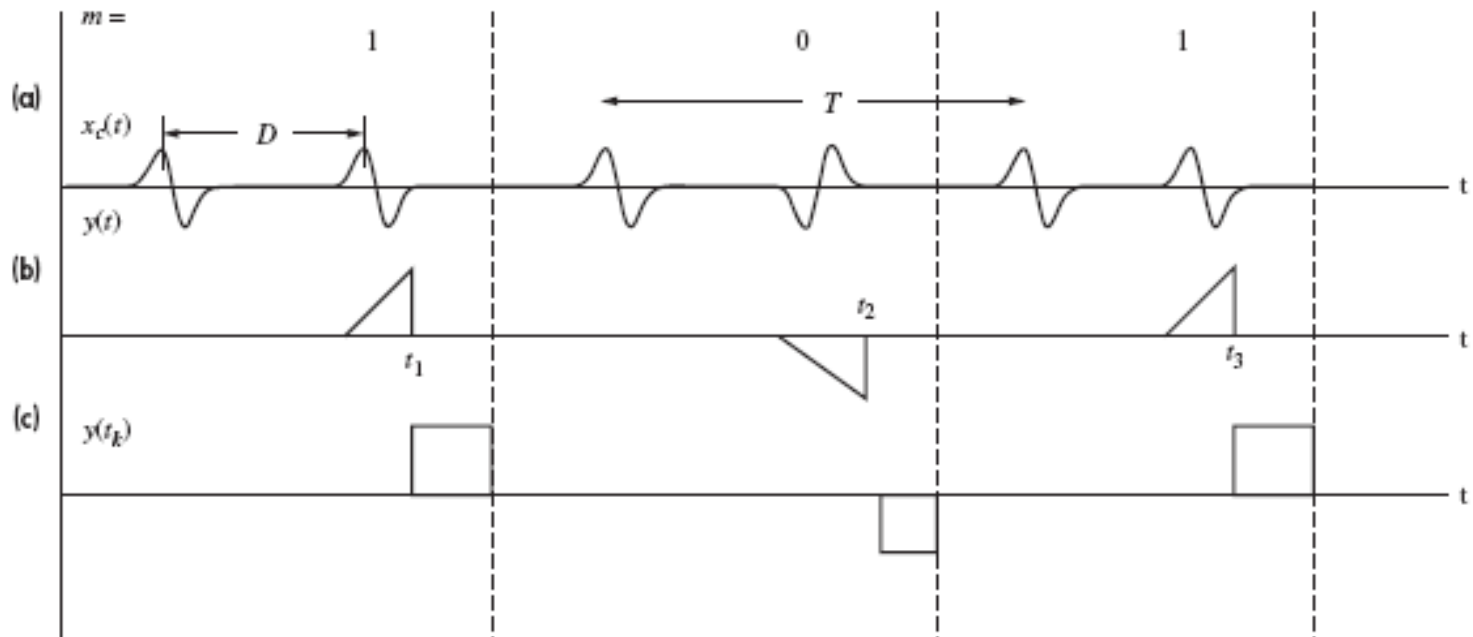 m =
1 0 1
(a)
T
x_c(t)
D
t
y(t)
(b)
t_2
t
t_1 t_3
(c)
y(t_k)
t